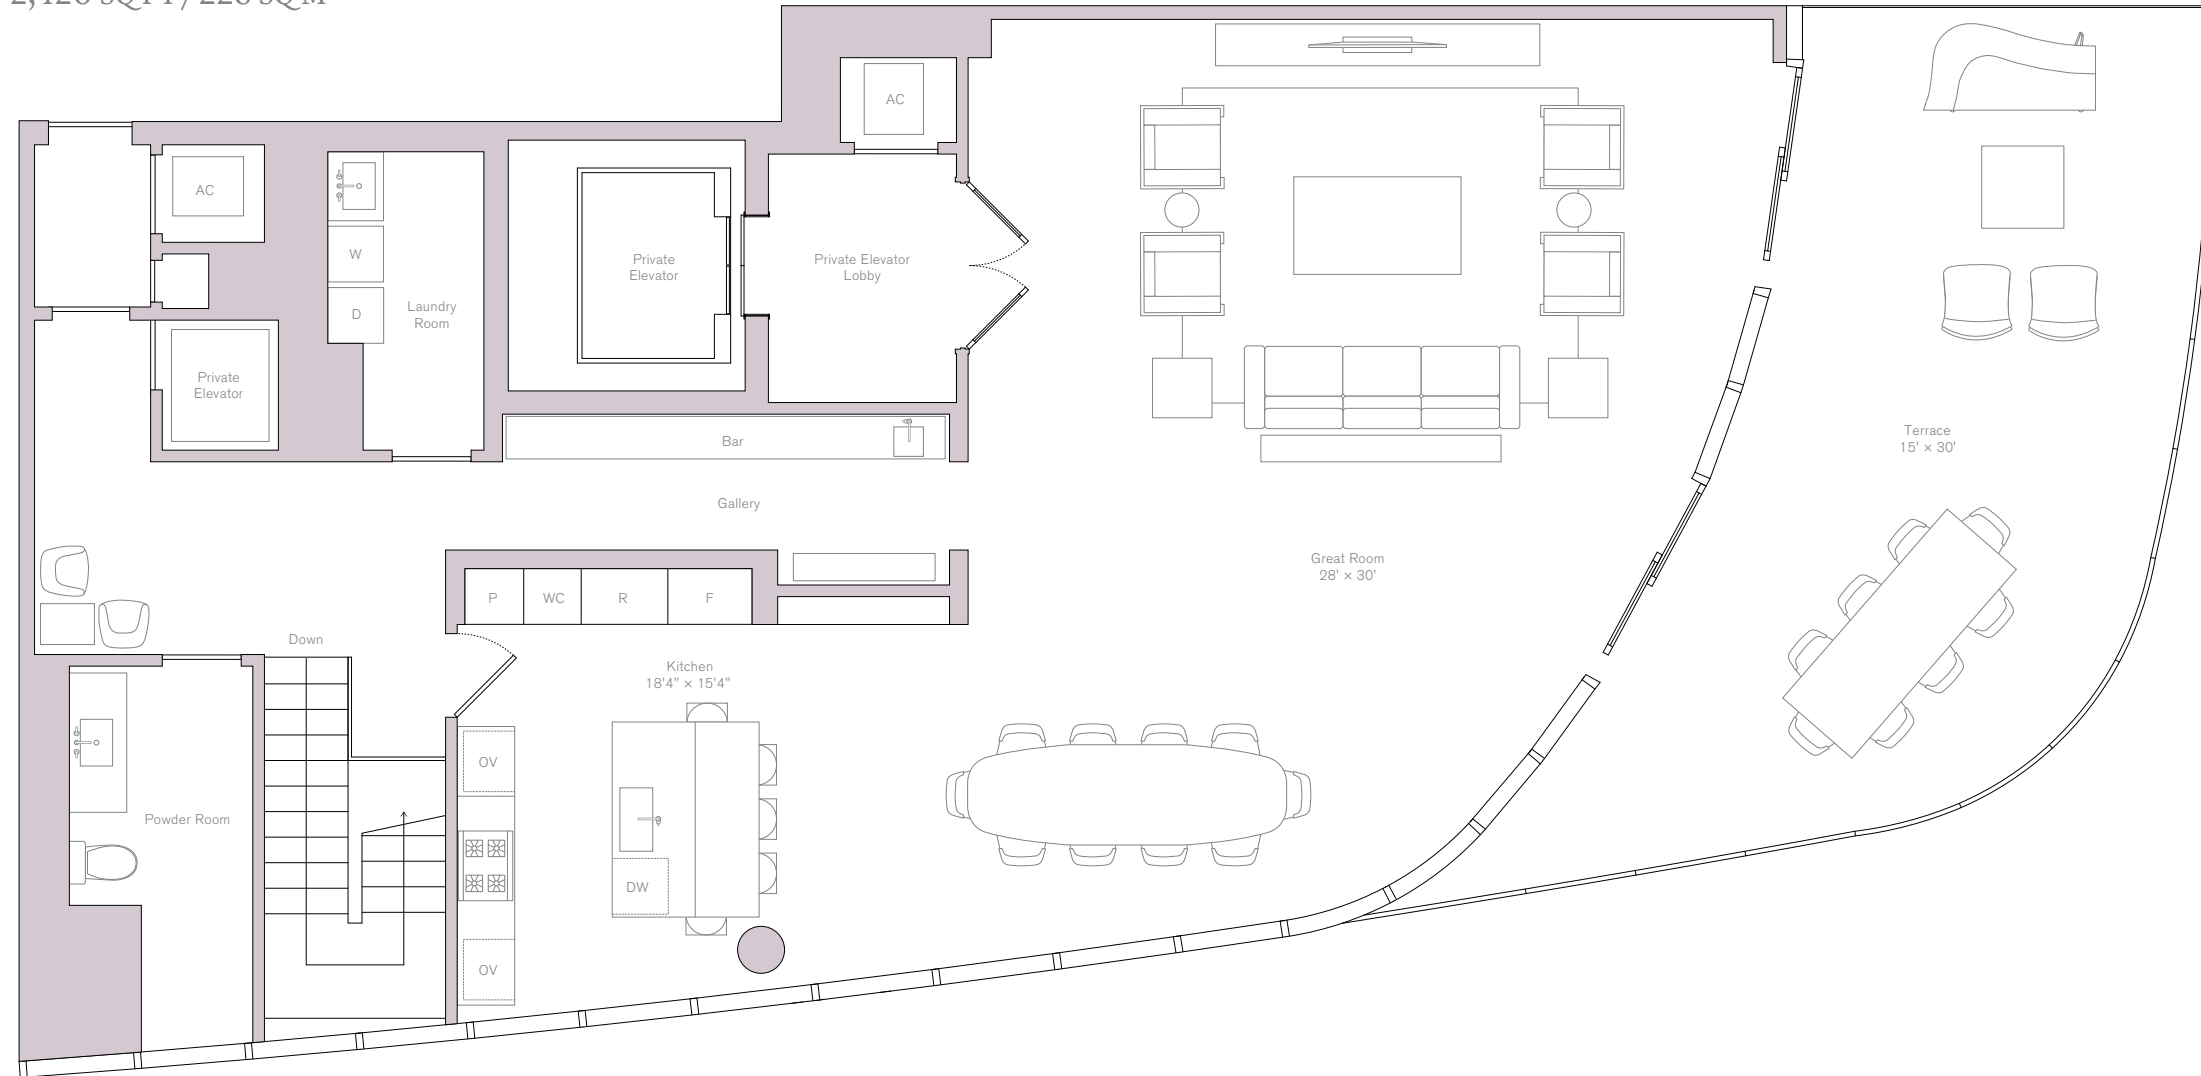 AC
AC
W
D
Laundry
Room
Private
Elevator
Private Elevator
Lobby
Private
Elevator
Bar
Gallery
Terrace
15' × 30'
Great Room
28' × 30'
P
WC
R
F
Down
Kitchen
18'4" × 15'4"
OV
Powder Room
DW
OV